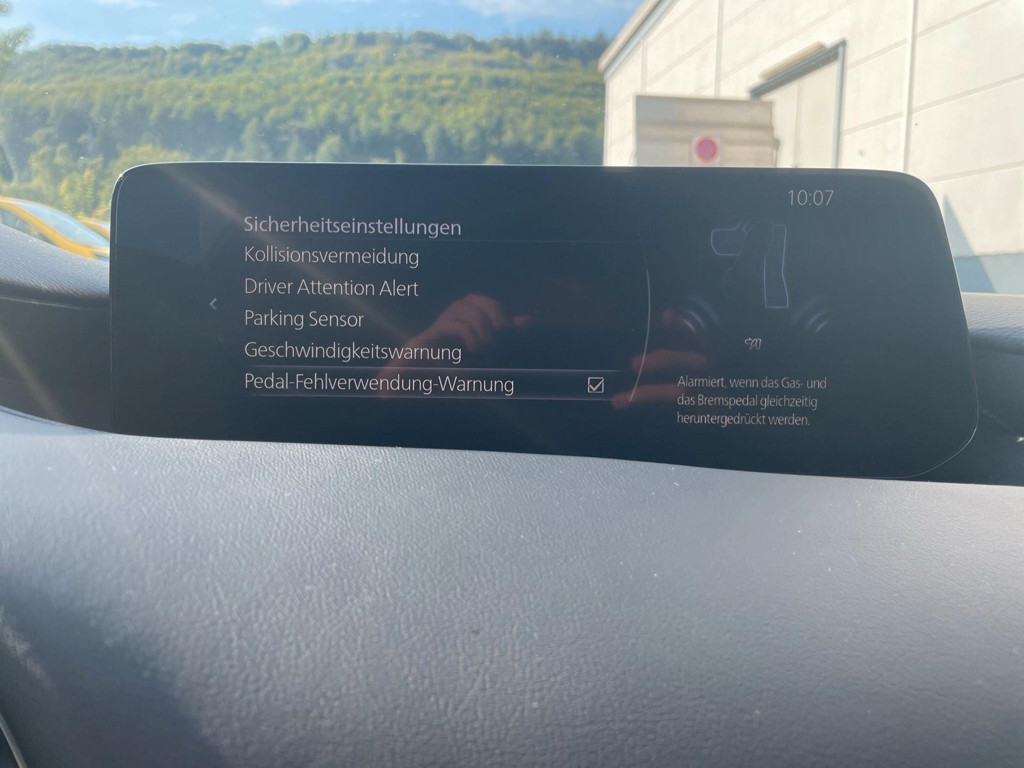 10:07
Sicherheitseinstellungen
Kollisionsvermeidung
Driver Attention Alert
Parking Sensor
Geschwindigkeitswarnung
Pedal-Fehlverwendung-Warnung
Alarmiert, wenn das Gas- und
das Bremspedal gleichzeitig
heruntergedrückt werden.